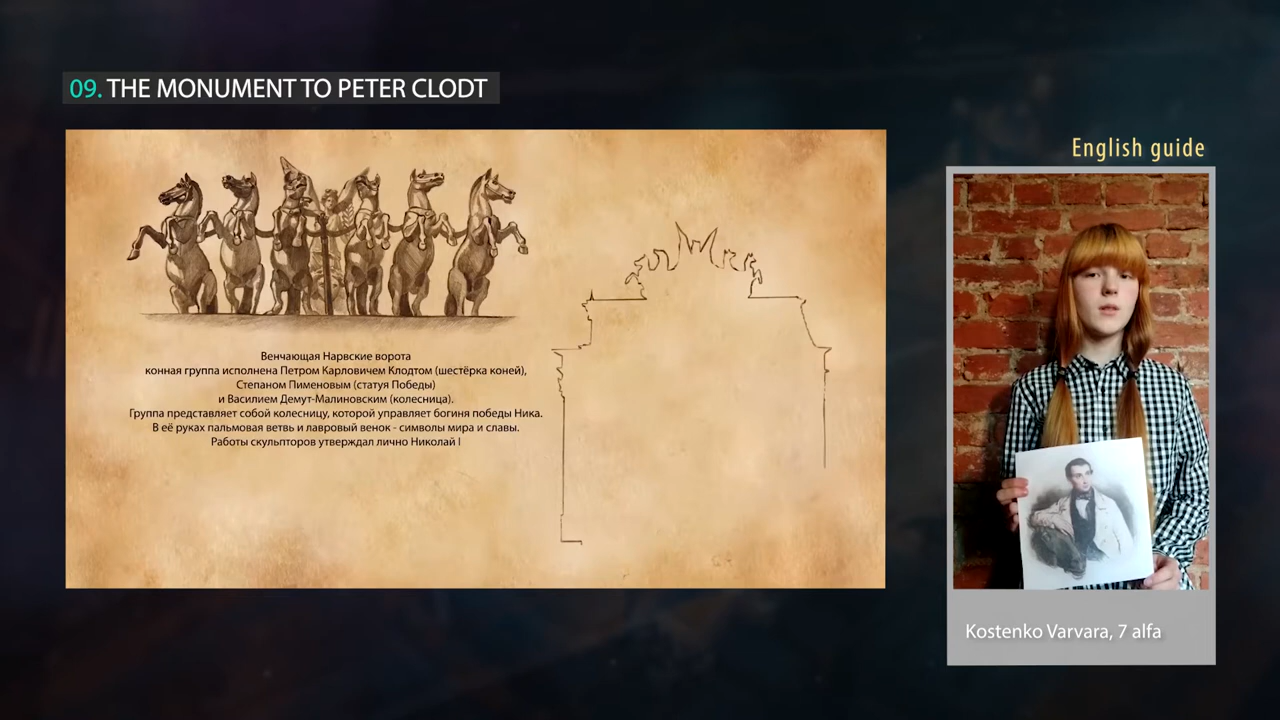 09. THE MONUMENT TO PETER CLODT
English guide
Венчающая Нарвские ворота
конная группа исполнена Петром Карловичем Клодтом (шестёрка коней),
Степаном Пименовым (статуя Победы)
и Василием Демут-Малиновским (колесница).
Группа представляет собой колесницу, которой управляет богиня победы Ника.
В её руках пальмовая ветвь и лавровый венок - символы мира и славы.
Работы скульпторов утверждал лично Николай I
Kostenko Varvara, 7 alfa